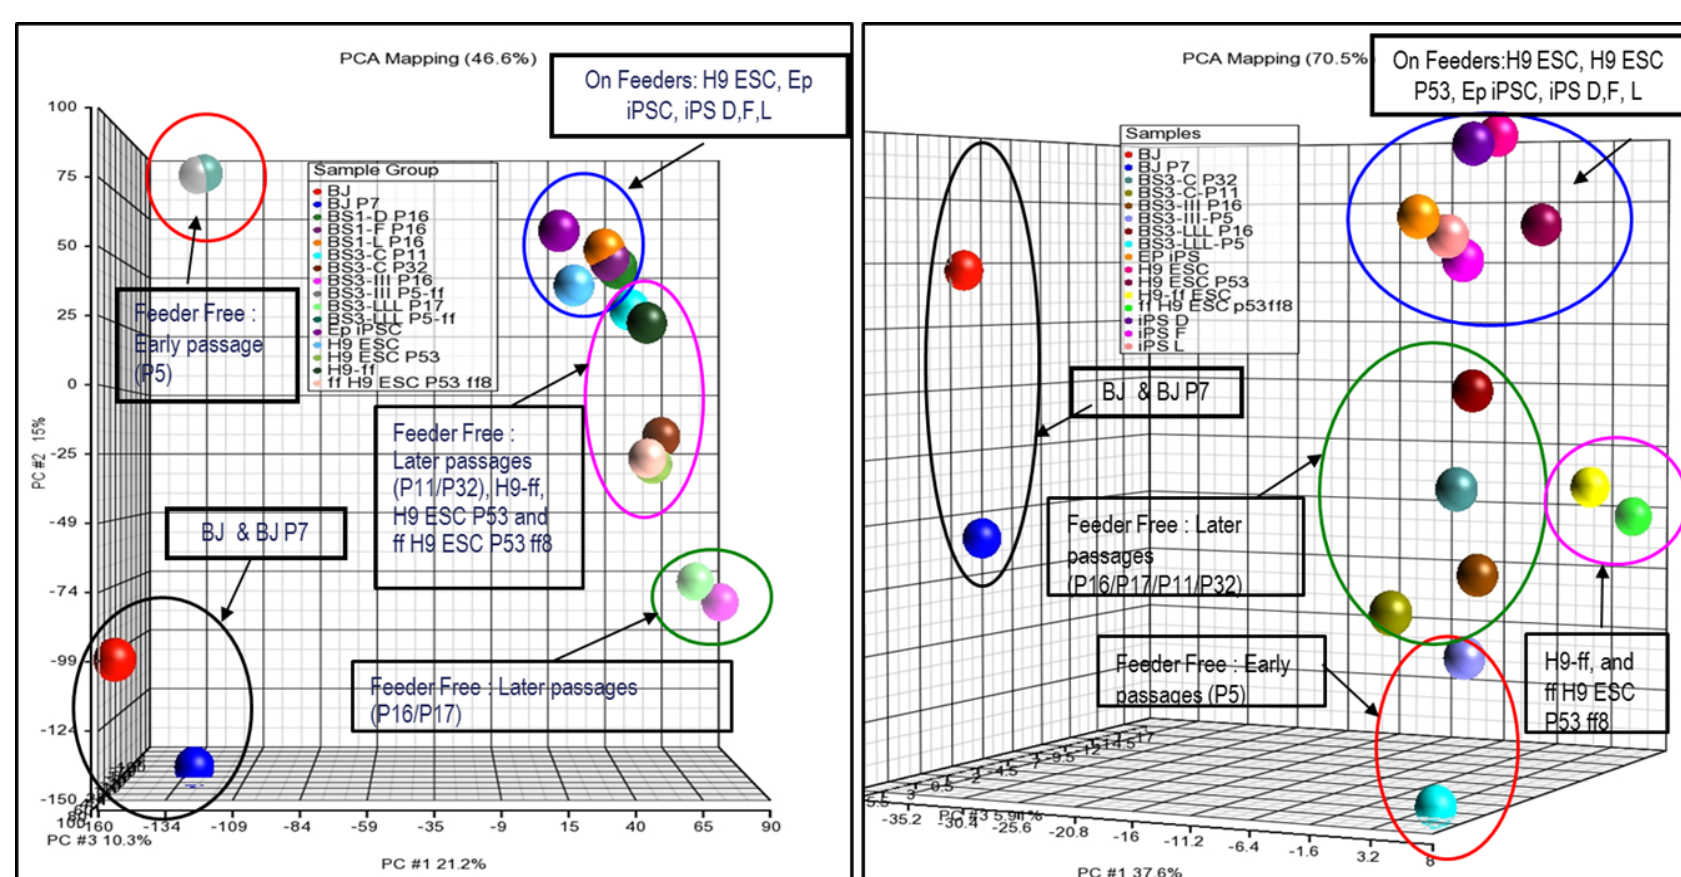 PCA Mapping (46.6%)
On Feeders: H9 ESC, Ep
iPSC, iPS D,F,L
100
75
50
25
0
-25
-49
-74
-99
-124
-150
PC #2 15%
Sample Group
BJ
BJ P7
BS1-D P16
BS1-F P16
BS1-L P16
BS3-C P11
BS3-C P32
BS3-III P16
BS3-III P5-ff
BS3-LLL P17
BS3-LLL P5-ff
Ep iPSC
H9 ESC
H9 ESC P53
H9-ff
ff H9 ESC P53 ff8
Feeder Free :
Early passage
(P5)
Feeder Free :
Later passages
(P11/P32), H9-ff,
H9 ESC P53 and
ff H9 ESC P53 ff8
BJ & BJ P7
Feeder Free : Later passages
(P16/P17)
-160 -134 -109 -84 -59 -35 -9 15 40 65 90
PC #3 10.3%
PC #1 21.2%
PCA Mapping (70.5%)
On Feeders:H9 ESC, H9 ESC
P53, Ep iPSC, iPS D,F, L
Samples
BJ
BJ P7
BS3-C P32
BS3-C-P11
BS3-III P16
BS3-III-P5
BS3-LLL P16
BS3-LLL-P5
EP iPS
H9 ESC
H9 ESC P53
H9-ff ESC
ff H9 ESC p53ff8
iPS D
iPS F
iPS L
BJ & BJ P7
Feeder Free : Later
passages
(P16/P17/P11/P32)
Feeder Free : Early
passages (P5)
H9-ff, and
ff H9 ESC
P53 ff8
-35.2 -30.4 -25.6 -20.8 -16 -11.2 -6.4 -1.6 3.2 8
PC #1 37.6%